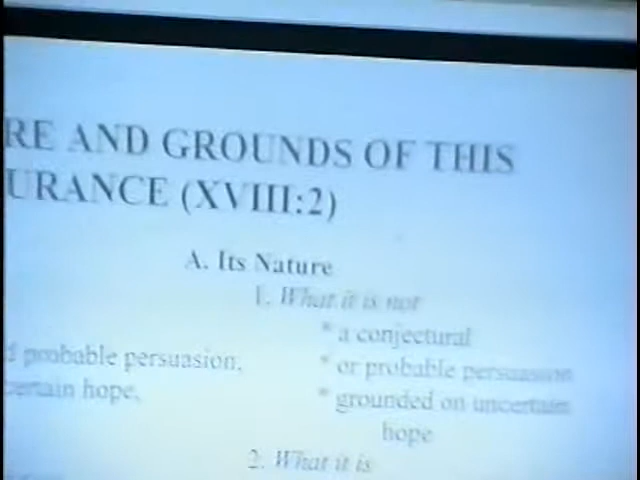 RE AND GROUNDS OF THIS
URANCE (XVIII:2)
A. Its Nature
1. What it is not
* a conjectural
probable persuasion,
* or probable persuasion
ertain hope,
* grounded on uncertain
hope
2. What it is